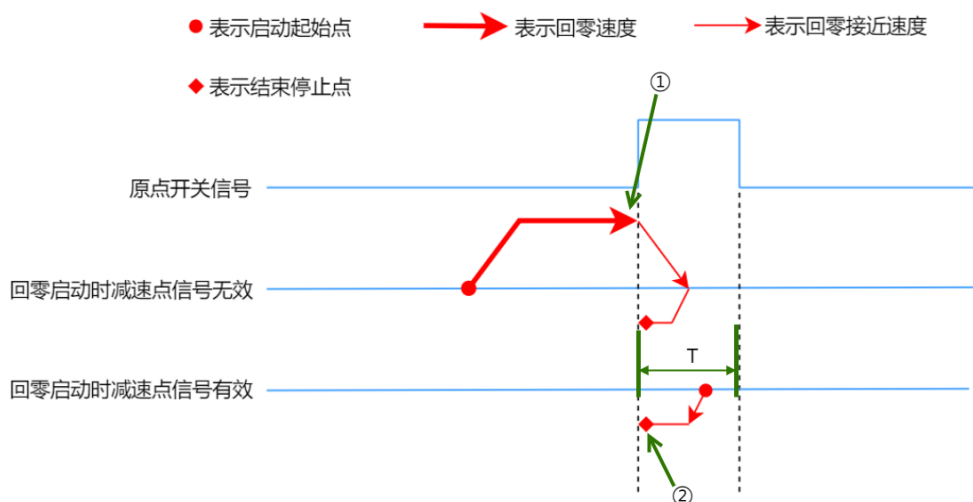 表示启动起始点 表示回零速度 表示回零接近速度
表示结束停止点
①
原点开关信号
回零启动时减速点信号无效
T
回零启动时减速点信号有效
②